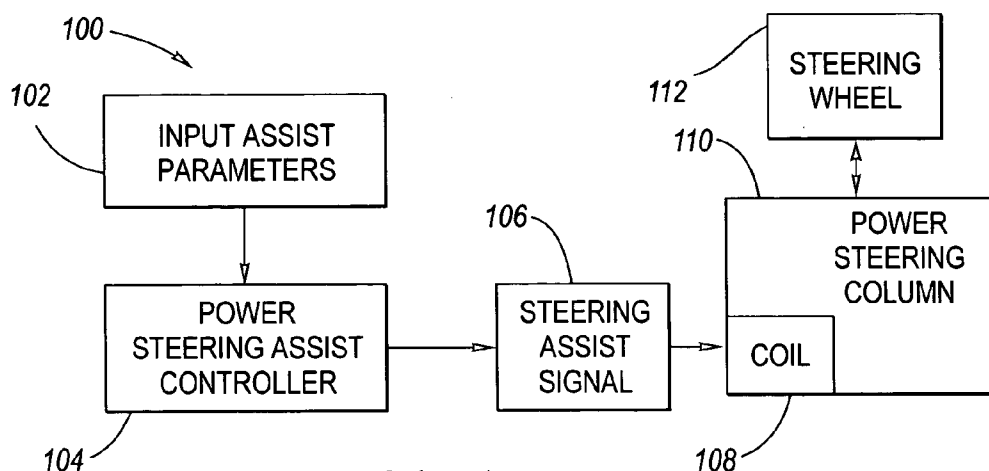 100
102
INPUT ASSIST
PARAMETERS
112
STEERING
WHEEL
110
106
POWER
STEERING
COLUMN
POWER
STEERING ASSIST
CONTROLLER
STEERING
ASSIST
SIGNAL
COIL
104
108